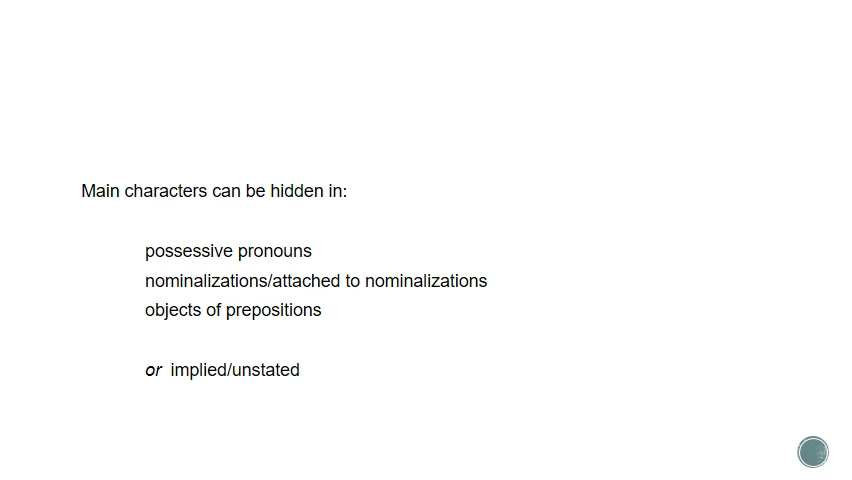 Main characters can be hidden in:
possessive pronouns
nominalizations/attached to nominalizations
objects of prepositions
or implied/unstated